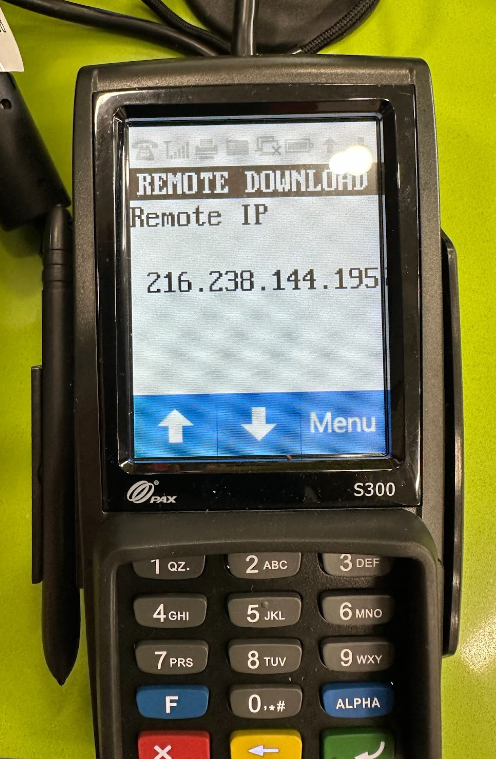 REMOTE DOWNLOAD
Remote IP
216.238.144.195
Menu
PAX
S300
1 QZ.
2 ABC
3 DEF
4 GHI
5 JKL
6 MNO
7 PRS
8 TUV
9 WXY
F
0,*#
ALPHA